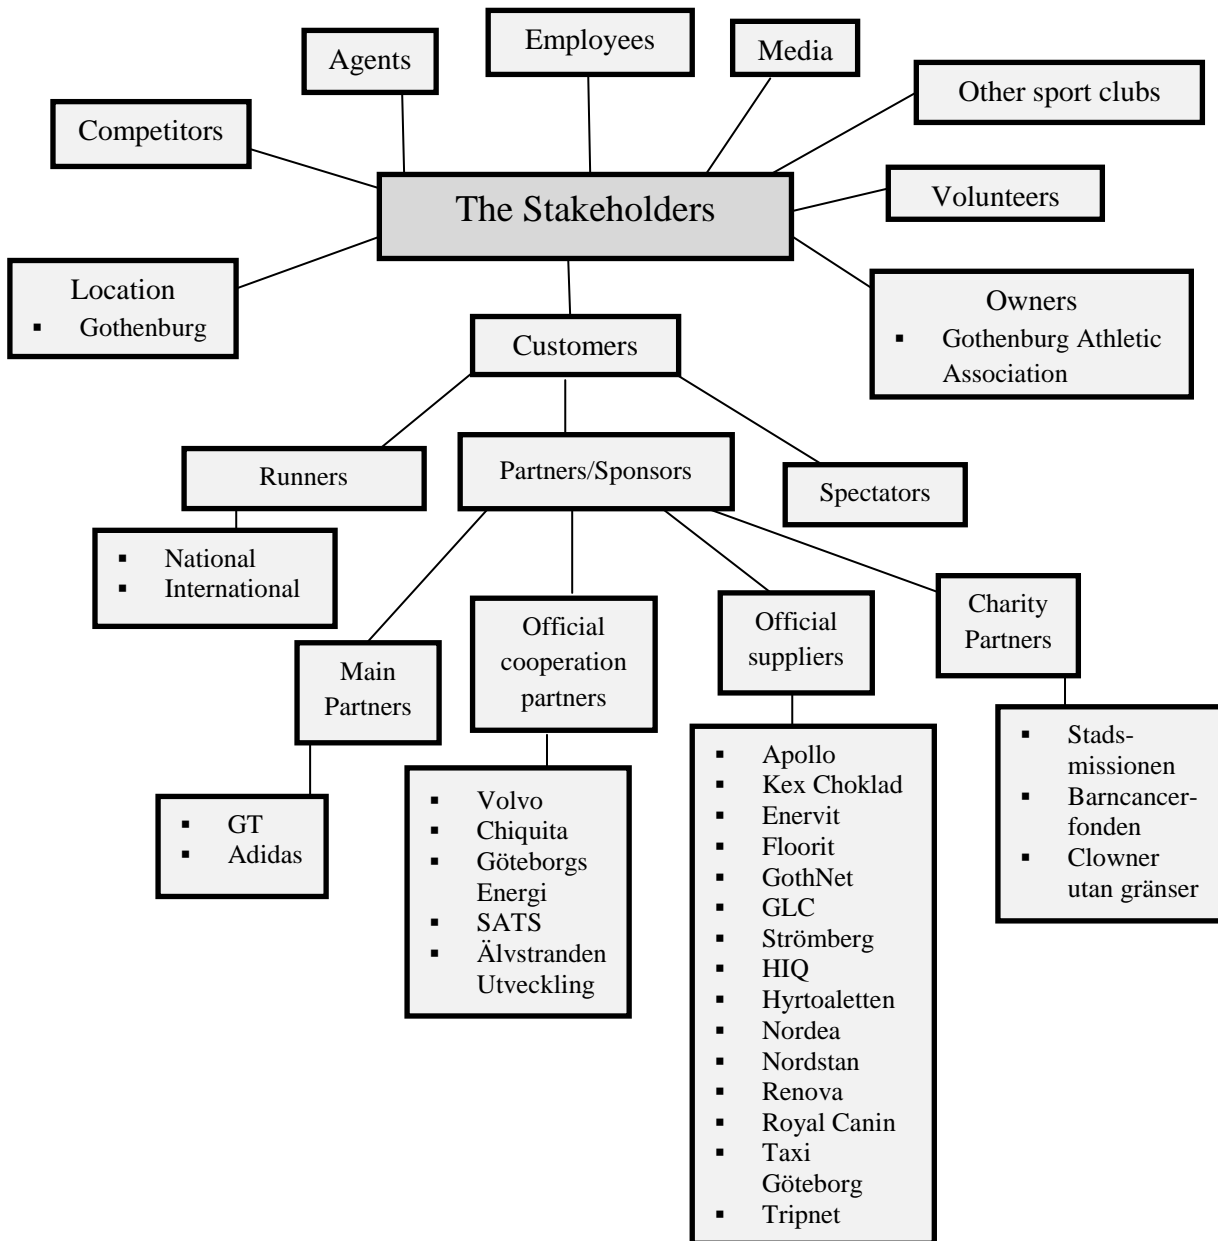 Employees
Media
Agents
Other sport clubs
Competitors
The Stakeholders
Volunteers
Location
▪ Gothenburg
Owners
▪ Gothenburg Athletic
Association
Customers
Runners
Partners/Sponsors
Spectators
▪ National
▪ International
Main
Partners
Official
cooperation
partners
Official
suppliers
Charity
Partners
▪ GT
▪ Adidas
▪ Volvo
▪ Chiquita
▪ Göteborgs
Energi
▪ SATS
▪ Älvstranden
Utveckling
▪ Apollo
▪ Kex Choklad
▪ Enervit
▪ Floorit
▪ GothNet
▪ GLC
▪ Strömberg
▪ HIQ
▪ Hyrtoaletten
▪ Nordea
▪ Nordstan
▪ Renova
▪ Royal Canin
▪ Taxi
Göteborg
▪ Tripnet
▪ Stads-
missionen
▪ Barncancer-
fonden
▪ Clowner
utan gränser